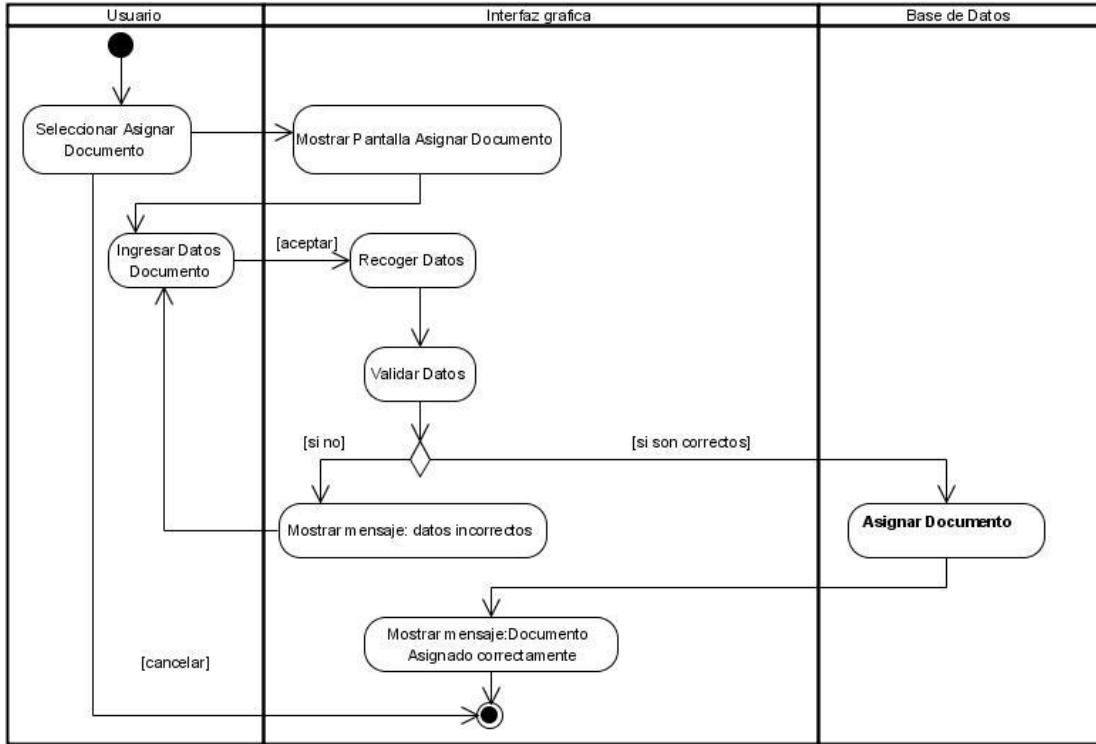 Usuario
Interfaz grafica
Base de Datos
Seleccionar Asignar
Documento
Mostrar Pantalla Asignar Documento
Ingresar Datos
Documento
[aceptar]
Recoger Datos
Validar Datos
[si no]
[si son correctos]
Mostrar mensaje: datos incorrectos
Asignar Documento
Mostrar mensaje:Documento
Asignado correctamente
[cancelar]